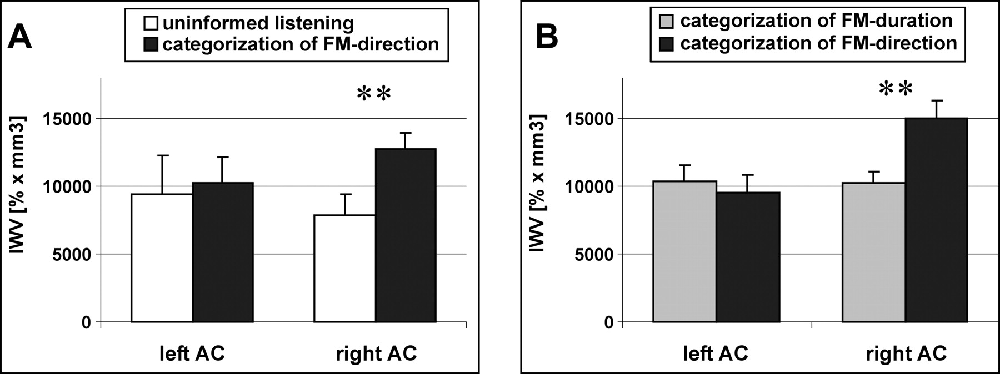 A
uninformed listening
categorization of FM-direction
**
IWV [% x mm3]
15000
10000
5000
0
left AC
right AC
B
categorization of FM-duration
categorization of FM-direction
**
IWV [% x mm3]
15000
10000
5000
0
left AC
right AC